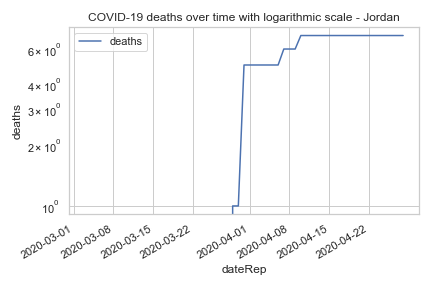 COVID-19 deaths over time with logarithmic scale - Jordan
deaths
6 × 10⁰
4 × 10⁰
3 × 10⁰
2 × 10⁰
10⁰
deaths
2020-03-01
2020-03-08
2020-03-15
2020-03-22
2020-04-01
2020-04-08
2020-04-15
2020-04-22
dateRep